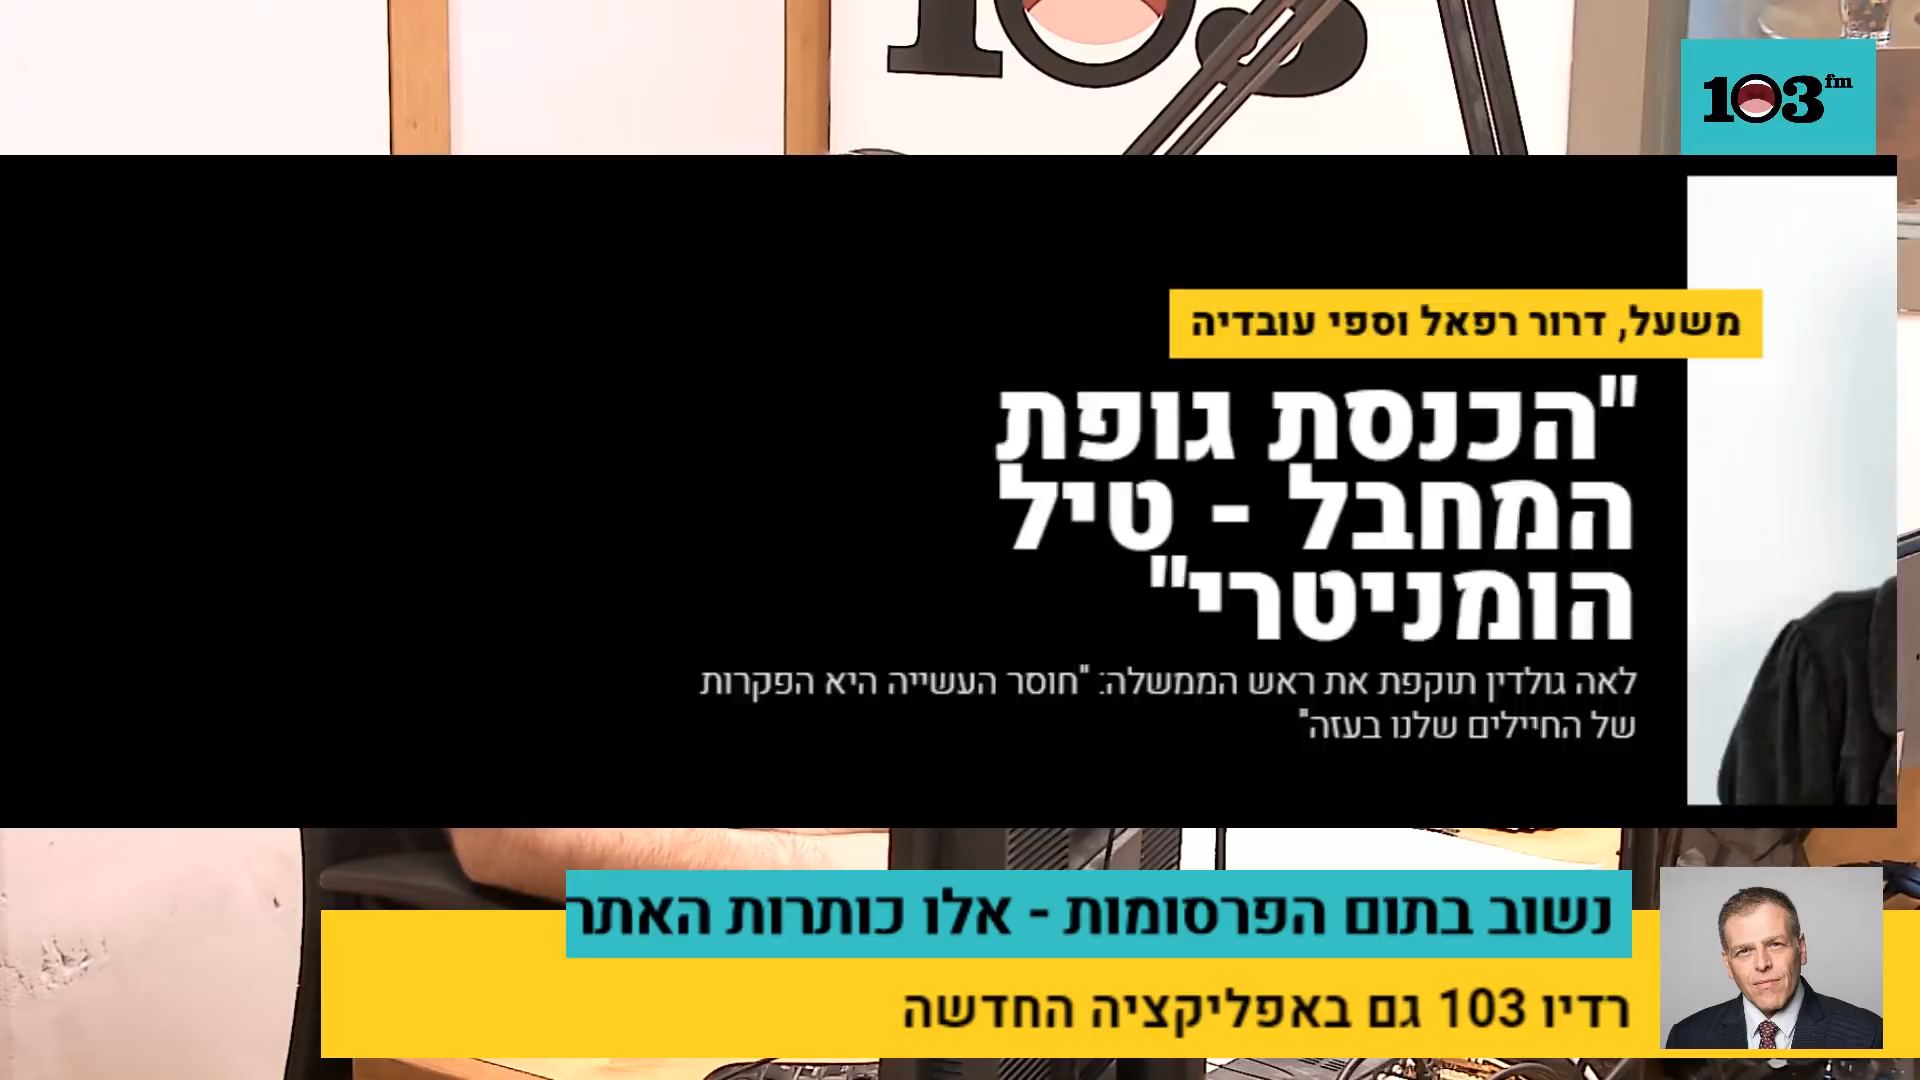 103
103fm
משעל, דרור רפאל וספי עובדיה
"הכנסת גופת
המחבל - טיל
הומניטרי"
לאה גולדין תוקפת את ראש הממשלה: "חוסר העשייה היא הפקרות
של החיילים שלנו בעזה"
נשוב בתום הפרסומות - אלו כותרות האתר
רדיו 103 גם באפליקציה החדשה